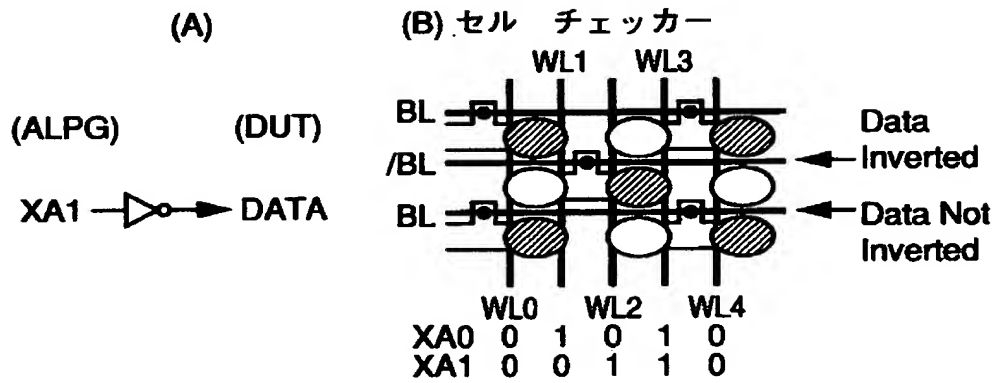 (A)
(B) セル チェッカー
WL1 WL3
(ALPG) (DUT)
XA1 DATA
BL
/BL
BL
Data
Inverted
Data Not
Inverted
WL0 WL2 WL4
XA0 0 1 0 1 0
XA1 0 0 1 1 0